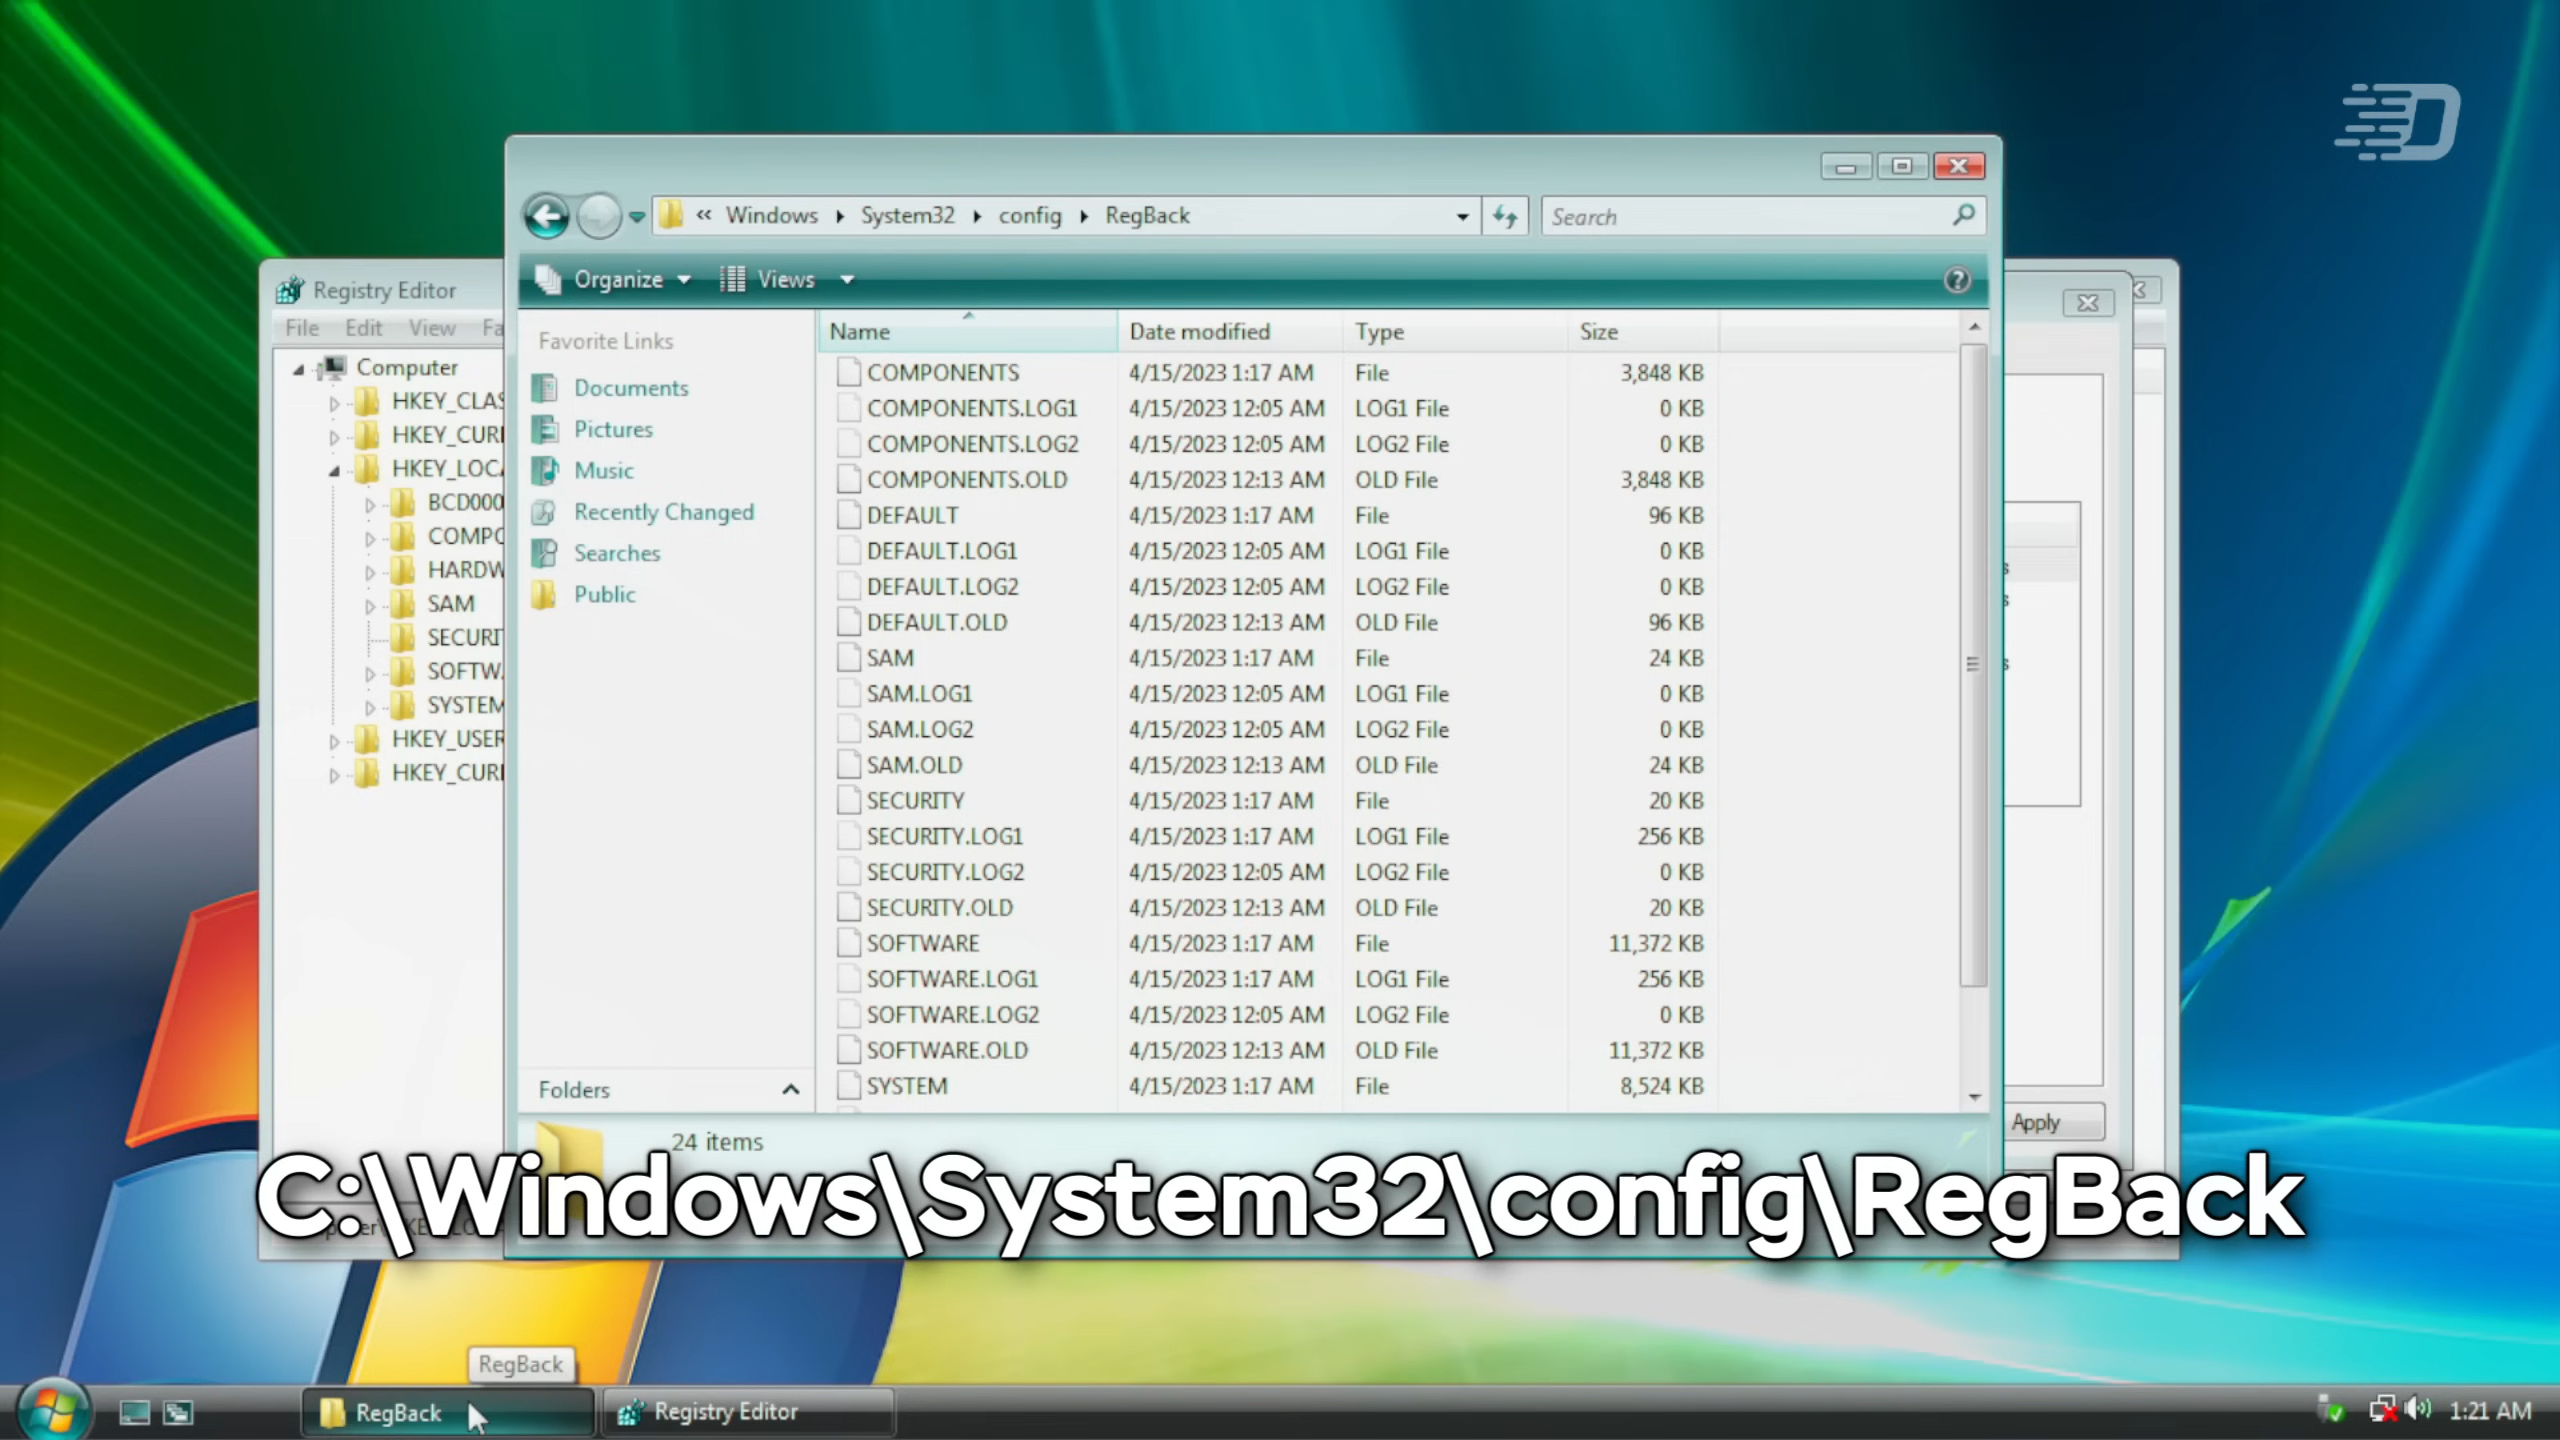 Windows System32 config RegBack
Search
Organize Views
Registry Editor
File Edit View Fa
Computer
HKEY_CLAS
HKEY_CURI
HKEY_LOCA
BCD000
COMPO
HARDW
SAM
SECURIT
SOFTWA
SYSTEM
HKEY_USER
HKEY_CURI
Favorite Links
Documents
Pictures
Music
Recently Changed
Searches
Public
Folders
Name Date modified Type Size
COMPONENTS 4/15/2023 1:17 AM File 3,848 KB
COMPONENTS.LOG1 4/15/2023 12:05 AM LOG1 File 0 KB
COMPONENTS.LOG2 4/15/2023 12:05 AM LOG2 File 0 KB
COMPONENTS.OLD 4/15/2023 12:13 AM OLD File 3,848 KB
DEFAULT 4/15/2023 1:17 AM File 96 KB
DEFAULT.LOG1 4/15/2023 12:05 AM LOG1 File 0 KB
DEFAULT.LOG2 4/15/2023 12:05 AM LOG2 File 0 KB
DEFAULT.OLD 4/15/2023 12:13 AM OLD File 96 KB
SAM 4/15/2023 1:17 AM File 24 KB
SAM.LOG1 4/15/2023 12:05 AM LOG1 File 0 KB
SAM.LOG2 4/15/2023 12:05 AM LOG2 File 0 KB
SAM.OLD 4/15/2023 12:13 AM OLD File 24 KB
SECURITY 4/15/2023 1:17 AM File 20 KB
SECURITY.LOG1 4/15/2023 1:17 AM LOG1 File 256 KB
SECURITY.LOG2 4/15/2023 12:05 AM LOG2 File 0 KB
SECURITY.OLD 4/15/2023 12:13 AM OLD File 20 KB
SOFTWARE 4/15/2023 1:17 AM File 11,372 KB
SOFTWARE.LOG1 4/15/2023 1:17 AM LOG1 File 256 KB
SOFTWARE.LOG2 4/15/2023 12:05 AM LOG2 File 0 KB
SOFTWARE.OLD 4/15/2023 12:13 AM OLD File 11,372 KB
SYSTEM 4/15/2023 1:17 AM File 8,524 KB
Apply
24 items
C:\Windows\System32\config\RegBack
RegBack
RegBack Registry Editor 1:21 AM